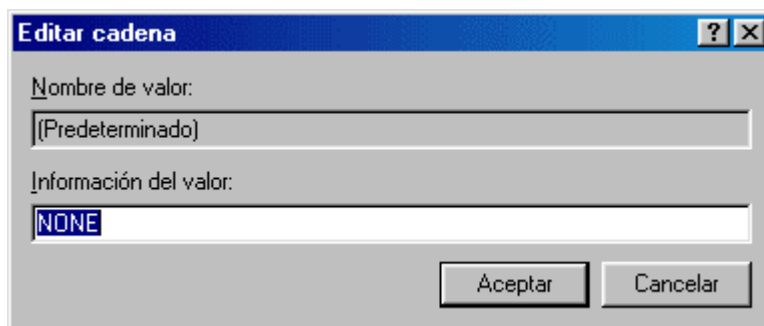 Editar cadena
Nombre de valor:
(Predeterminado)
Información del valor:
NONE
Aceptar Cancelar